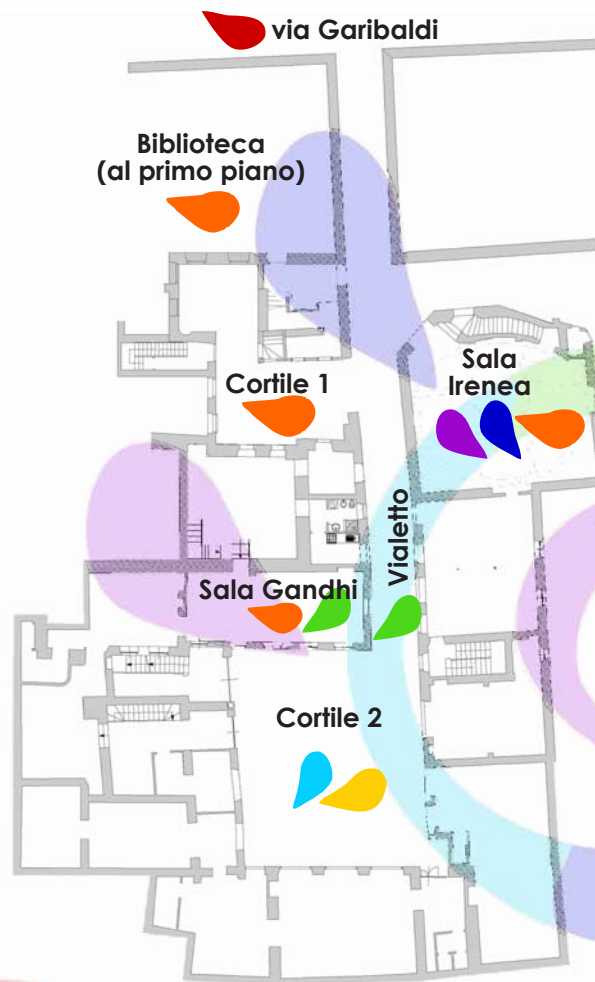 via Garibaldi
Biblioteca
(al primo piano)
Cortile 1
Sala
Irenea
Vialetto
Sala Gandhi
Cortile 2